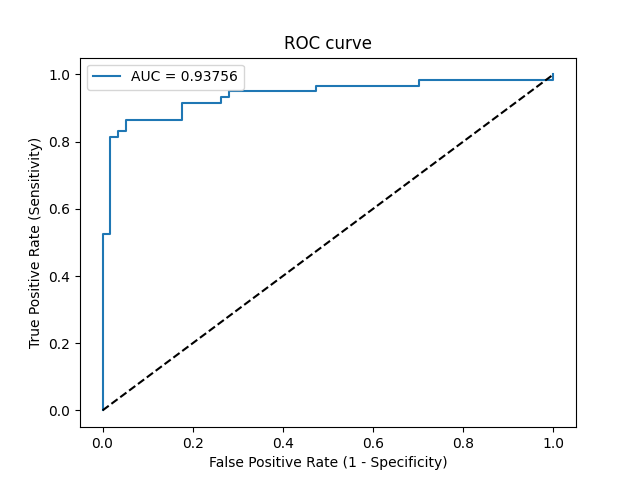 ROC curve
AUC = 0.93756
1.0
0.8
0.6
0.4
0.2
0.0
True Positive Rate (Sensitivity)
0.0 0.2 0.4 0.6 0.8 1.0
False Positive Rate (1 - Specificity)